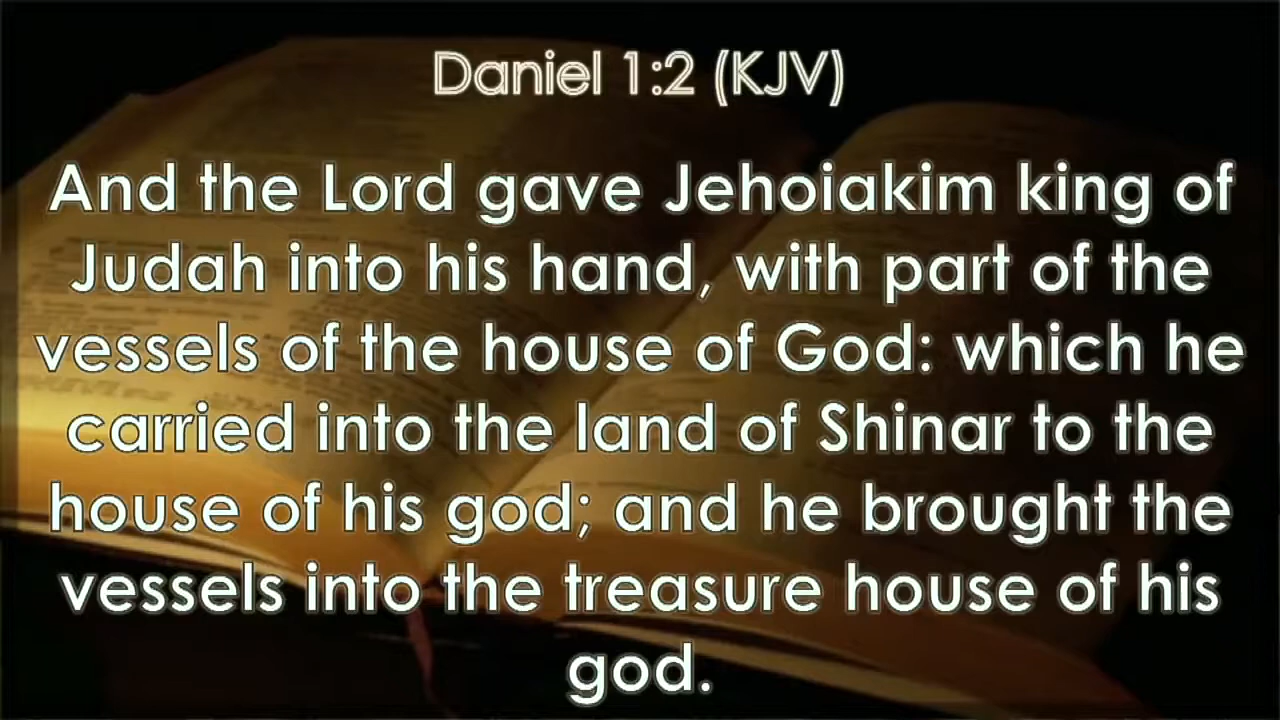 Daniel 1:2 (KJV)
And the Lord gave Jehoiakim king of
Judah into his hand, with part of the
vessels of the house of God: which he
carried into the land of Shinar to the
house of his god; and he brought the
vessels into the treasure house of his
god.